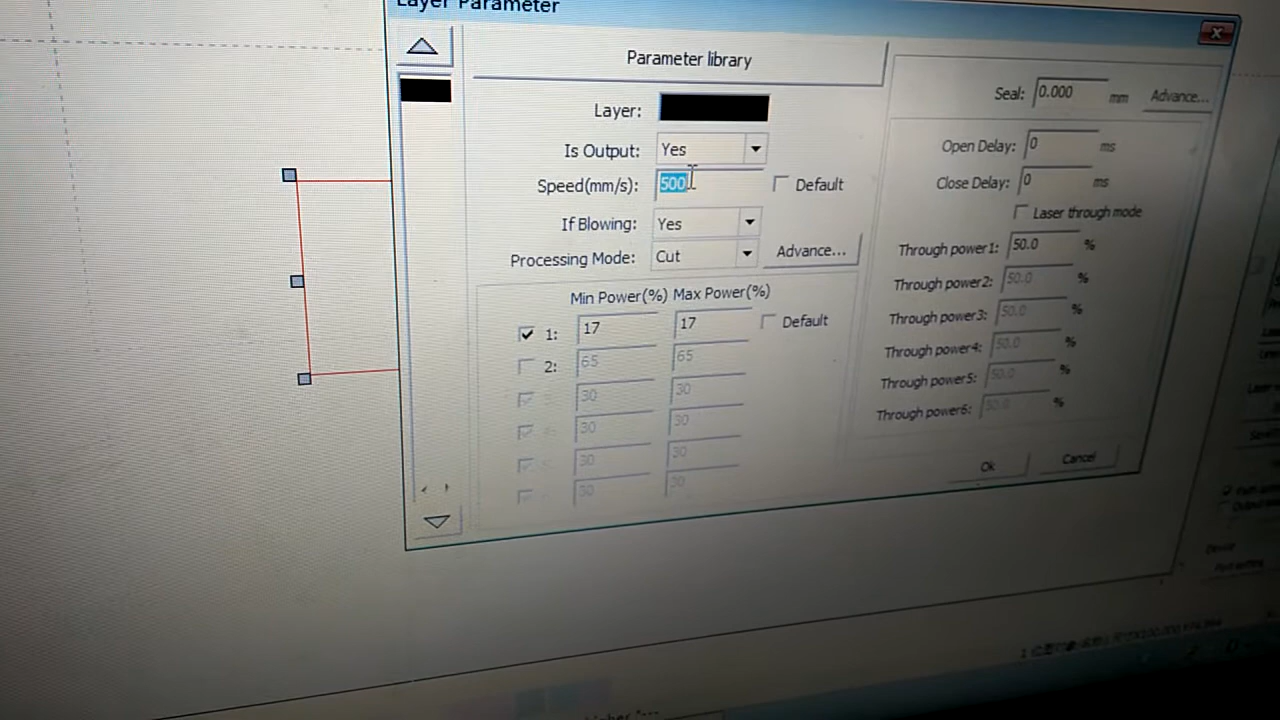 Layer Parameter
Parameter library
Layer:
Is Output: Yes
Speed(mm/s): 500 Default
If Blowing: Yes
Processing Mode: Cut Advance...
Min Power(%) Max Power(%)
1: 17 17 Default
2: 65 65
30 30
30 30
30 30
30 30
Seal: 0.000 mm Advance...
Open Delay: 0 ms
Close Delay: 0 ms
Laser through mode
Through power1: 50.0 %
Through power2: 50.0 %
Through power3: 50.0 %
Through power4: 50.0 %
Through power5: 50.0 %
Through power6: 50.0 %
Ok Cancel